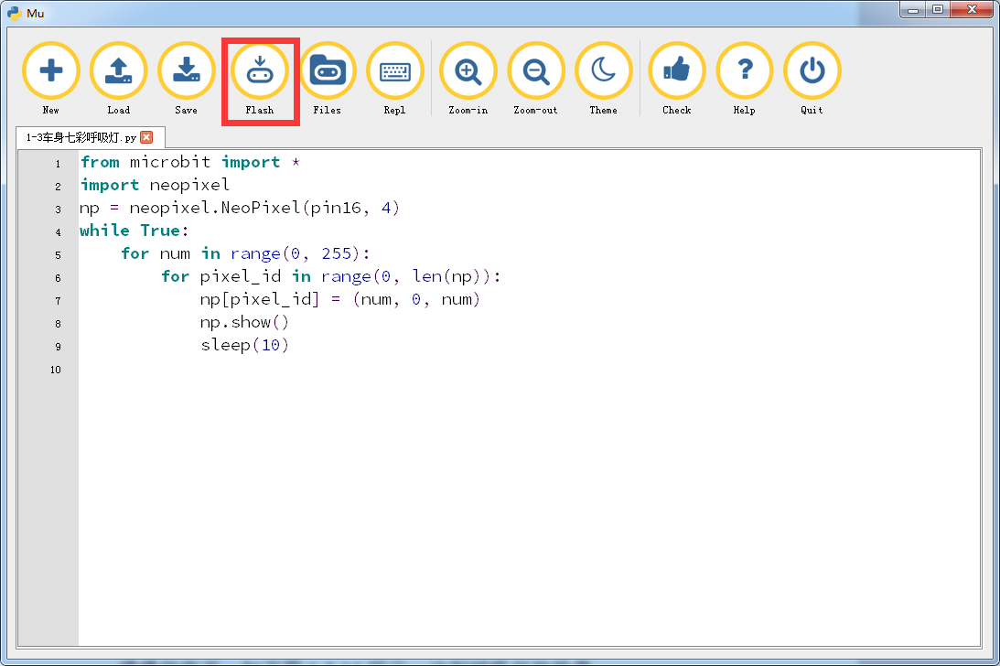 Mu
New Load Save Flash Files Repl Zoom-in Zoom-out Theme Check Help Quit
1-3车身七彩呼吸灯.py
1 from microbit import *
2 import neopixel
3 np = neopixel.NeoPixel(pin16, 4)
4 while True:
5     for num in range(0, 255):
6         for pixel_id in range(0, len(np)):
7             np[pixel_id] = (num, 0, num)
8             np.show()
9             sleep(10)
10